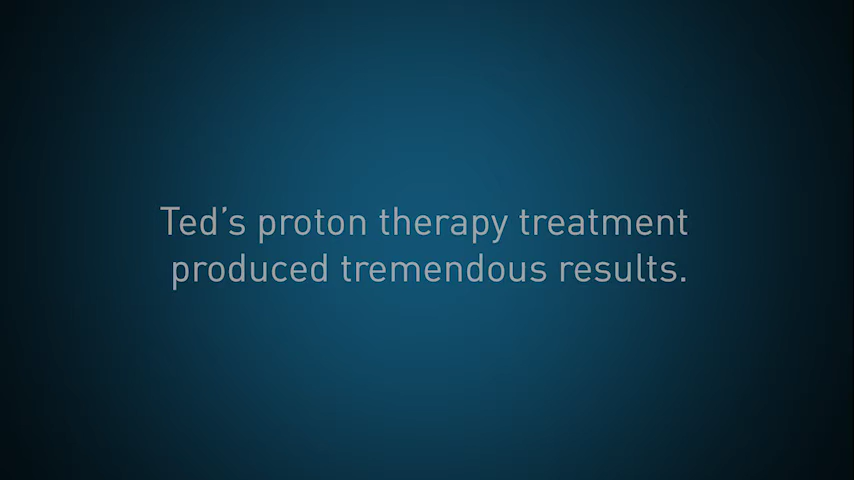 Ted’s proton therapy treatment
produced tremendous results.